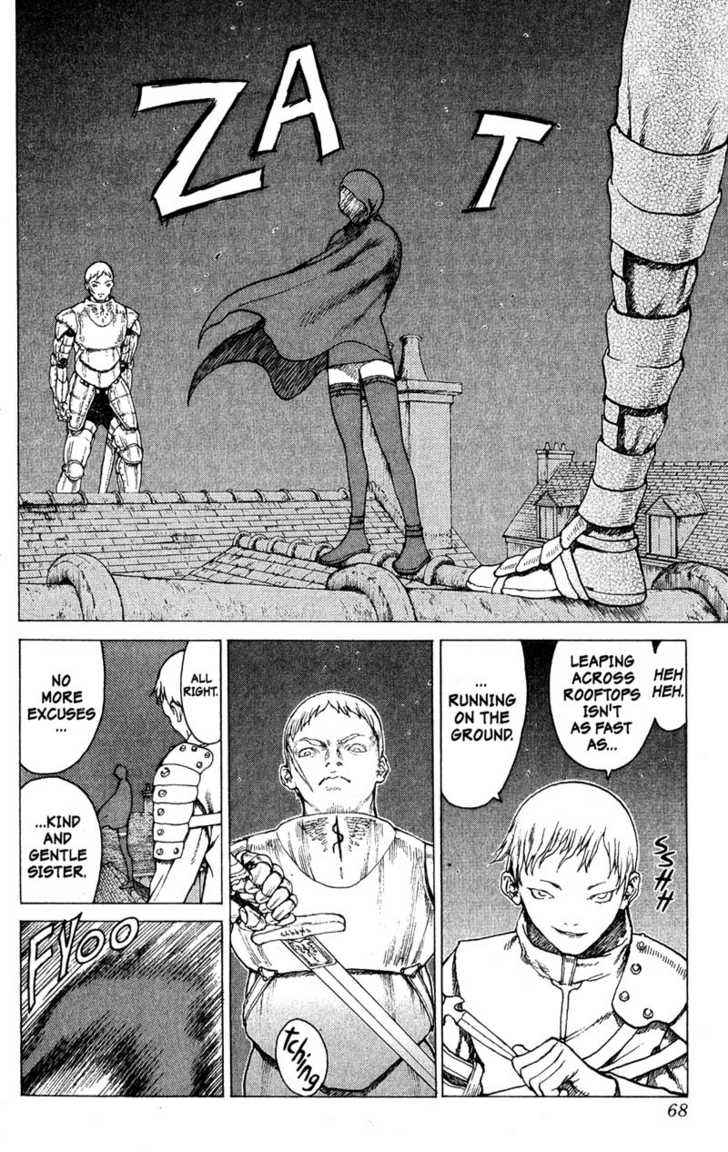 ZA
T
HEH
HEH.
LEAPING
ACROSS
ROOFTOPS
ISN'T
AS FAST
AS...
...
RUNNING
ON THE
GROUND.
SSHH
tching
ALL
RIGHT.
NO
MORE
EXCUSES
...
...KIND
AND
GENTLE
SISTER.
FYOO
68